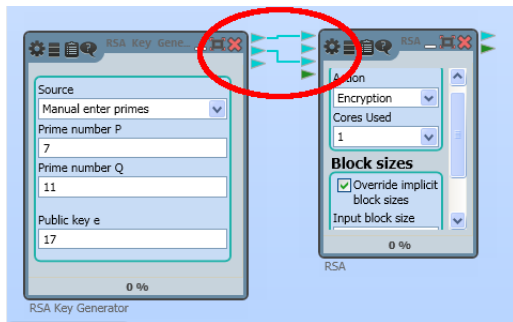 RSA Key Gene...
Source
Manual enter primes
Prime number P
7
Prime number Q
11
Public key e
17
0 %
RSA Key Generator
RSA
Action
Encryption
Cores Used
1
Block sizes
Override implicit
block sizes
Input block size
0 %
RSA